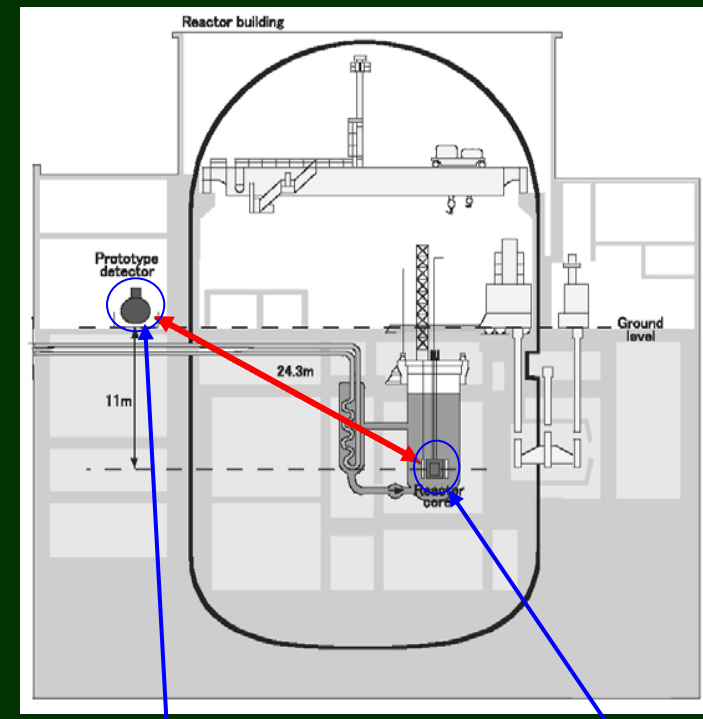 Reactor building
Prototype
detector
Ground
level
24.3m
11m
Reactor
core